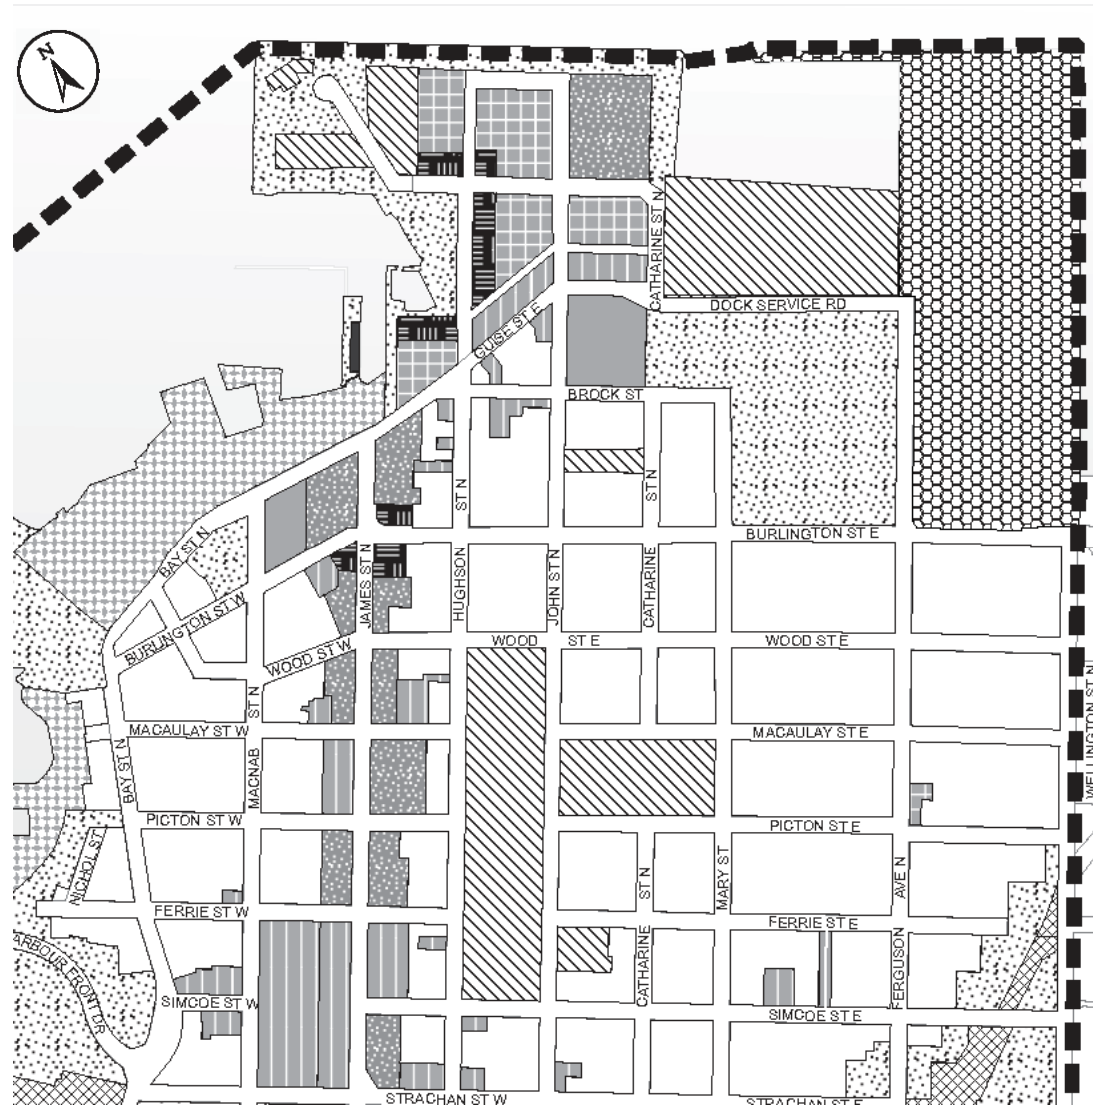 N
CATHARINE ST N
DOCK SERVICE RD
GUISE ST E
BROCK ST
ST N
ST N
BURLINGTON ST E
BAY ST N
JAMES ST N
HUGHSON
JOHN ST N
CATHARINE
BURLINGTON ST W
WOOD ST E
WOOD ST E
WOOD ST W
WELLINGTON ST N
ST N
MACAULAY ST W
MACAULAY ST E
BAY ST N
MACNAB
PICTON ST W
PICTON ST E
NICHOL ST
ST N
MARY ST
AVE N
FERRIE ST W
FERRIE ST E
ARBOUR FRONT DR
CATHARINE
FERGUSON
SIMCOE ST W
SIMCOE ST E
STRACHAN ST W
STRACHAN ST E